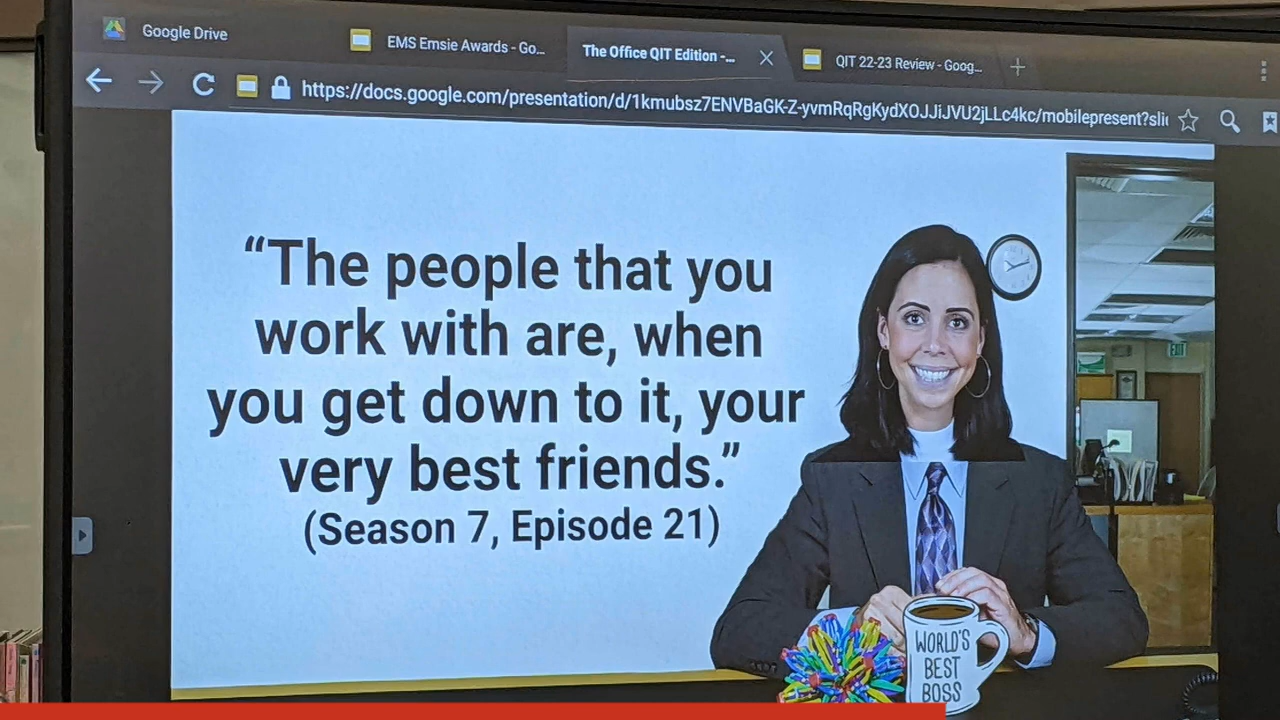 Google Drive
EMS Emsie Awards - Go...
The Office QIT Edition -...
QIT 22-23 Review - Goog...
https://docs.google.com/presentation/d/1kmubsz7ENVBaGK-Z-yvmRqRgKydXOJJiJVU2jLLc4kc/mobilepresent?sli
“The people that you
work with are, when
you get down to it, your
very best friends.”
(Season 7, Episode 21)
EXIT
WORLD'S
BEST
BOSS